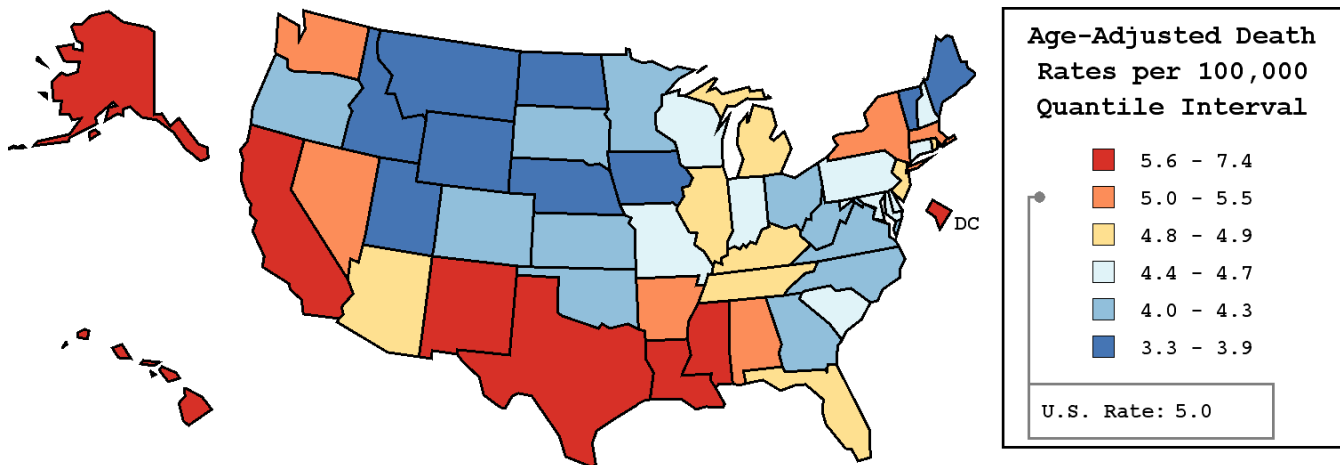 Age-Adjusted Death
Rates per 100,000
Quantile Interval
5.6 - 7.4
5.0 - 5.5
4.8 - 4.9
4.4 - 4.7
4.0 - 4.3
3.3 - 3.9
U.S. Rate: 5.0
DC